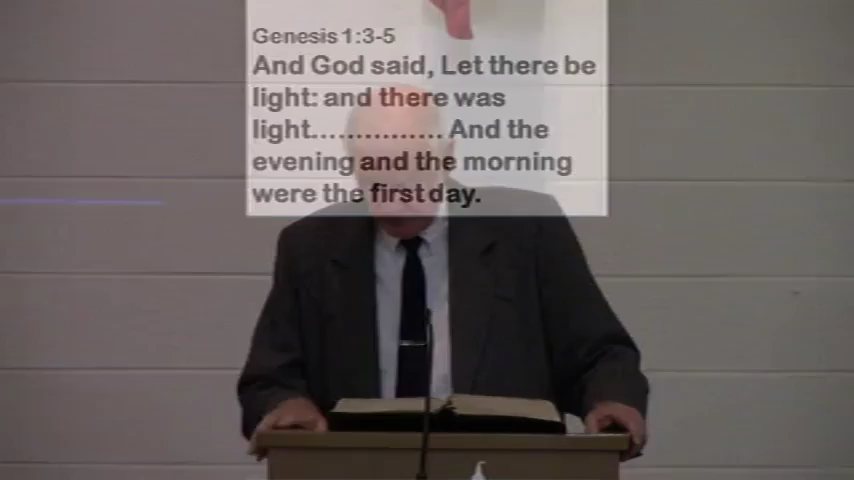 Genesis 1:3-5
And God said, Let there be
light: and there was
light............... And the
evening and the morning
were the first day.